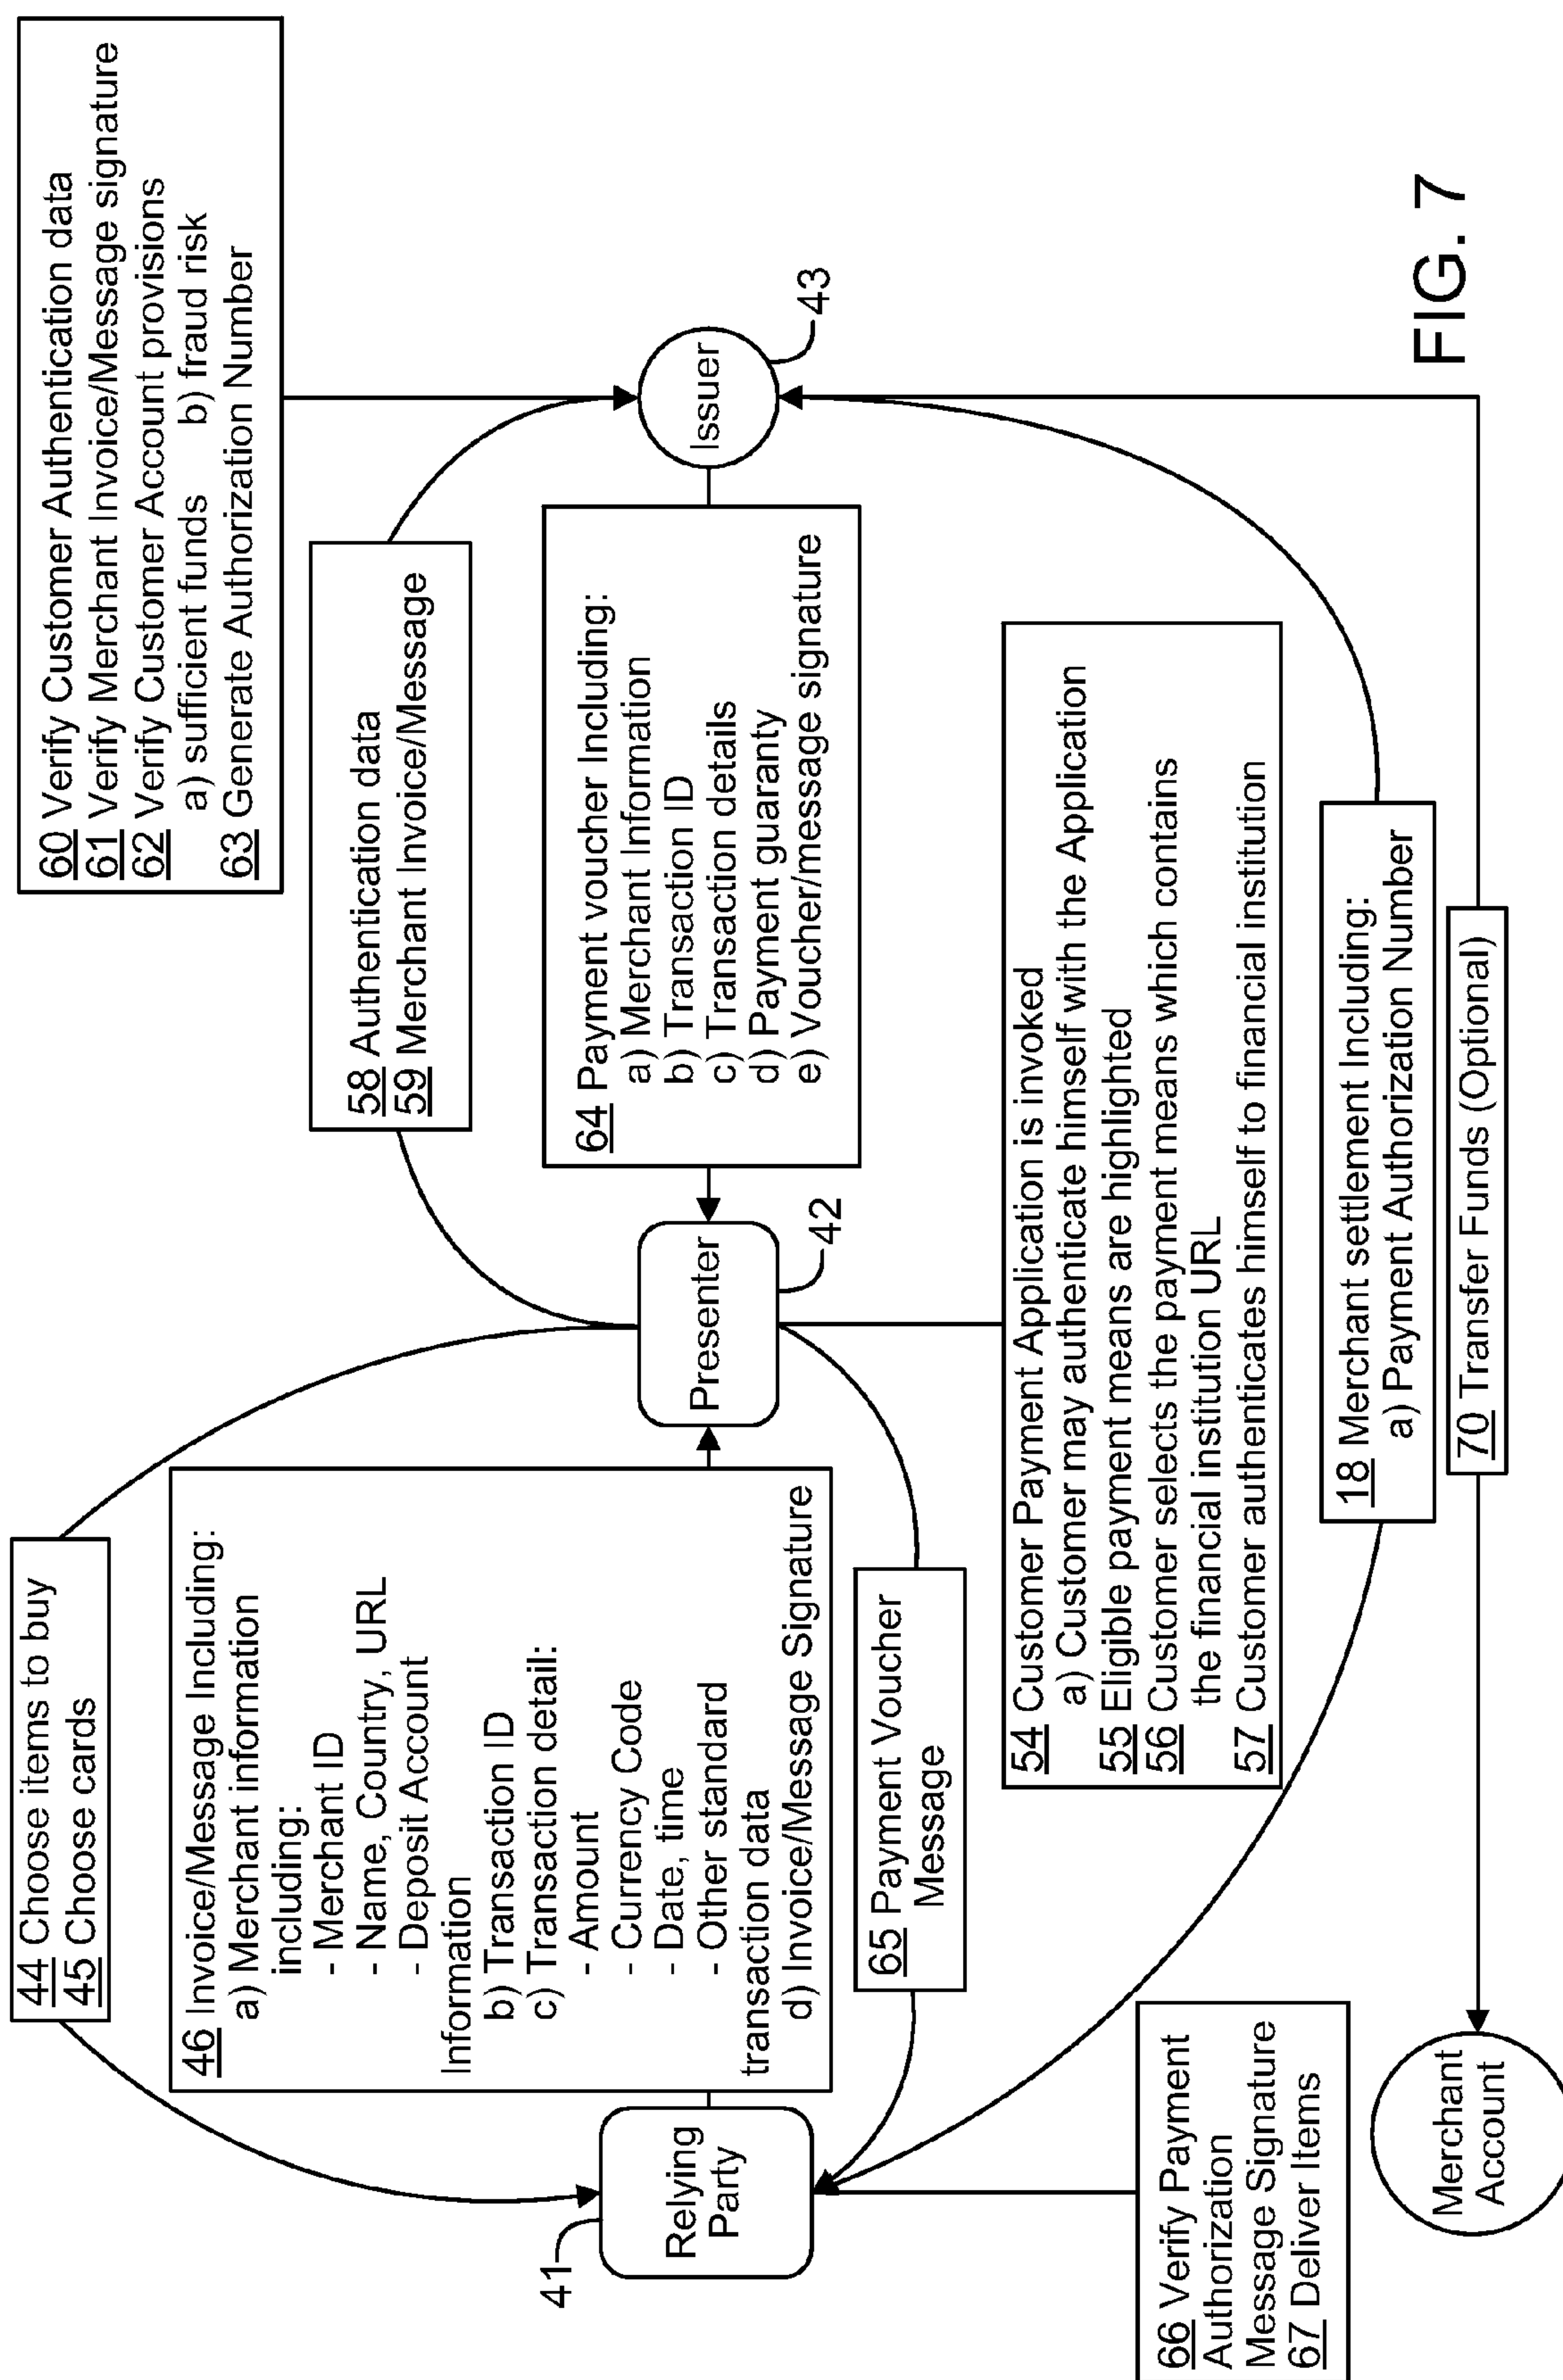 44 Choose items to buy
45 Choose cards
46 Invoice/Message Including:
a) Merchant information
including:
- Merchant ID
- Name, Country, URL
- Deposit Account
Information
b) Transaction ID
c) Transaction detail:
- Amount
- Currency Code
- Date, time
- Other standard
transaction data
d) Invoice/Message Signature
41
Relying
Party
65 Payment Voucher
Message
66 Verify Payment
Authorization
Message Signature
67 Deliver Items
Merchant
Account
Presenter
42
54 Customer Payment Application is invoked
a) Customer may authenticate himself with the Application
55 Eligible payment means are highlighted
56 Customer selects the payment means which contains
the financial institution URL
57 Customer authenticates himself to financial institution
18 Merchant settlement Including:
a) Payment Authorization Number
70 Transfer Funds (Optional)
60 Verify Customer Authentication data
61 Verify Merchant Invoice/Message signature
62 Verify Customer Account provisions
a) sufficient funds b) fraud risk
63 Generate Authorization Number
58 Authentication data
59 Merchant Invoice/Message
64 Payment voucher Including:
a) Merchant Information
b) Transaction ID
c) Transaction details
d) Payment guaranty
e) Voucher/message signature
Issuer
43
FIG. 7